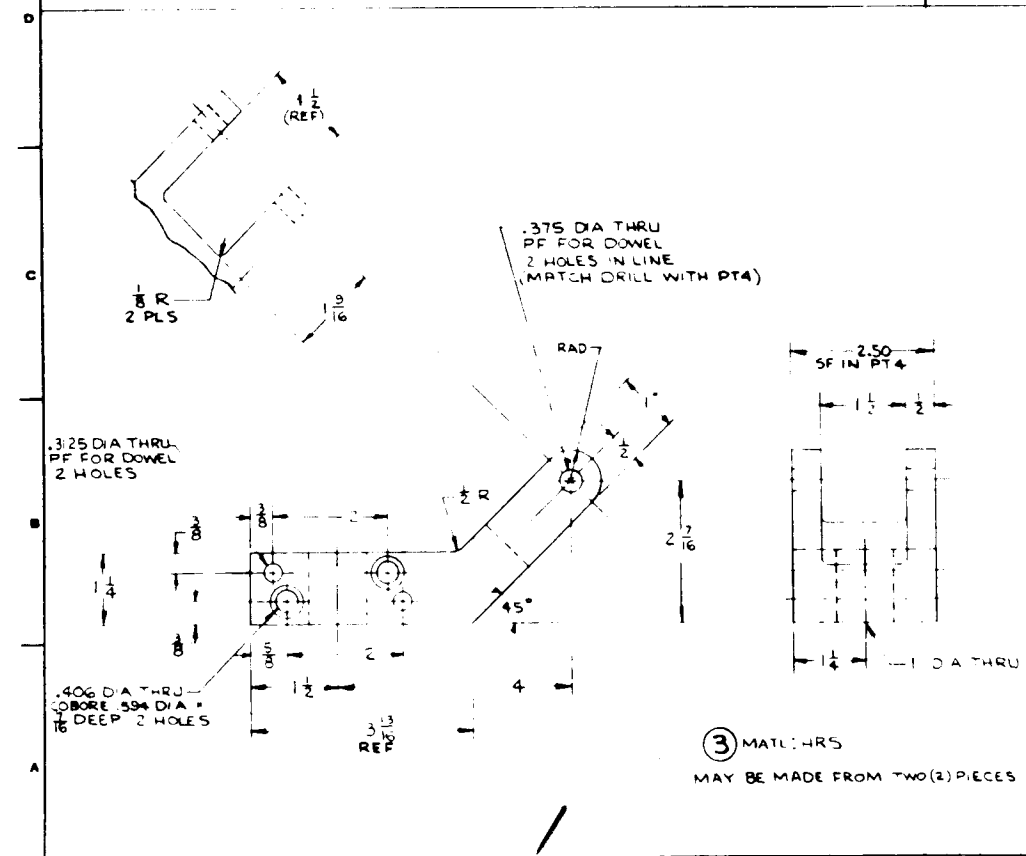 D
1 1/2
(REF)
C
1/8 R
2 PLS
1 9/16
.375 DIA THRU
PF FOR DOWEL
2 HOLES IN LINE
(MATCH DRILL WITH PT4)
RAD
2.50
SF IN PT4
1 1/2
1/2
1"
1/2
.3125 DIA THRU
PF FOR DOWEL
2 HOLES
B
3/8
3/8
2
1/2 R
2 7/16
1 1/4
45°
3/8
5/8
2
1 1/2
4
1 1/4
1 DIA THRU
.406 DIA THRU
COBORE .594 DIA X
7/16 DEEP 2 HOLES
3 13/16
REF
A
3 MATL: HRS
MAY BE MADE FROM TWO (2) PIECES